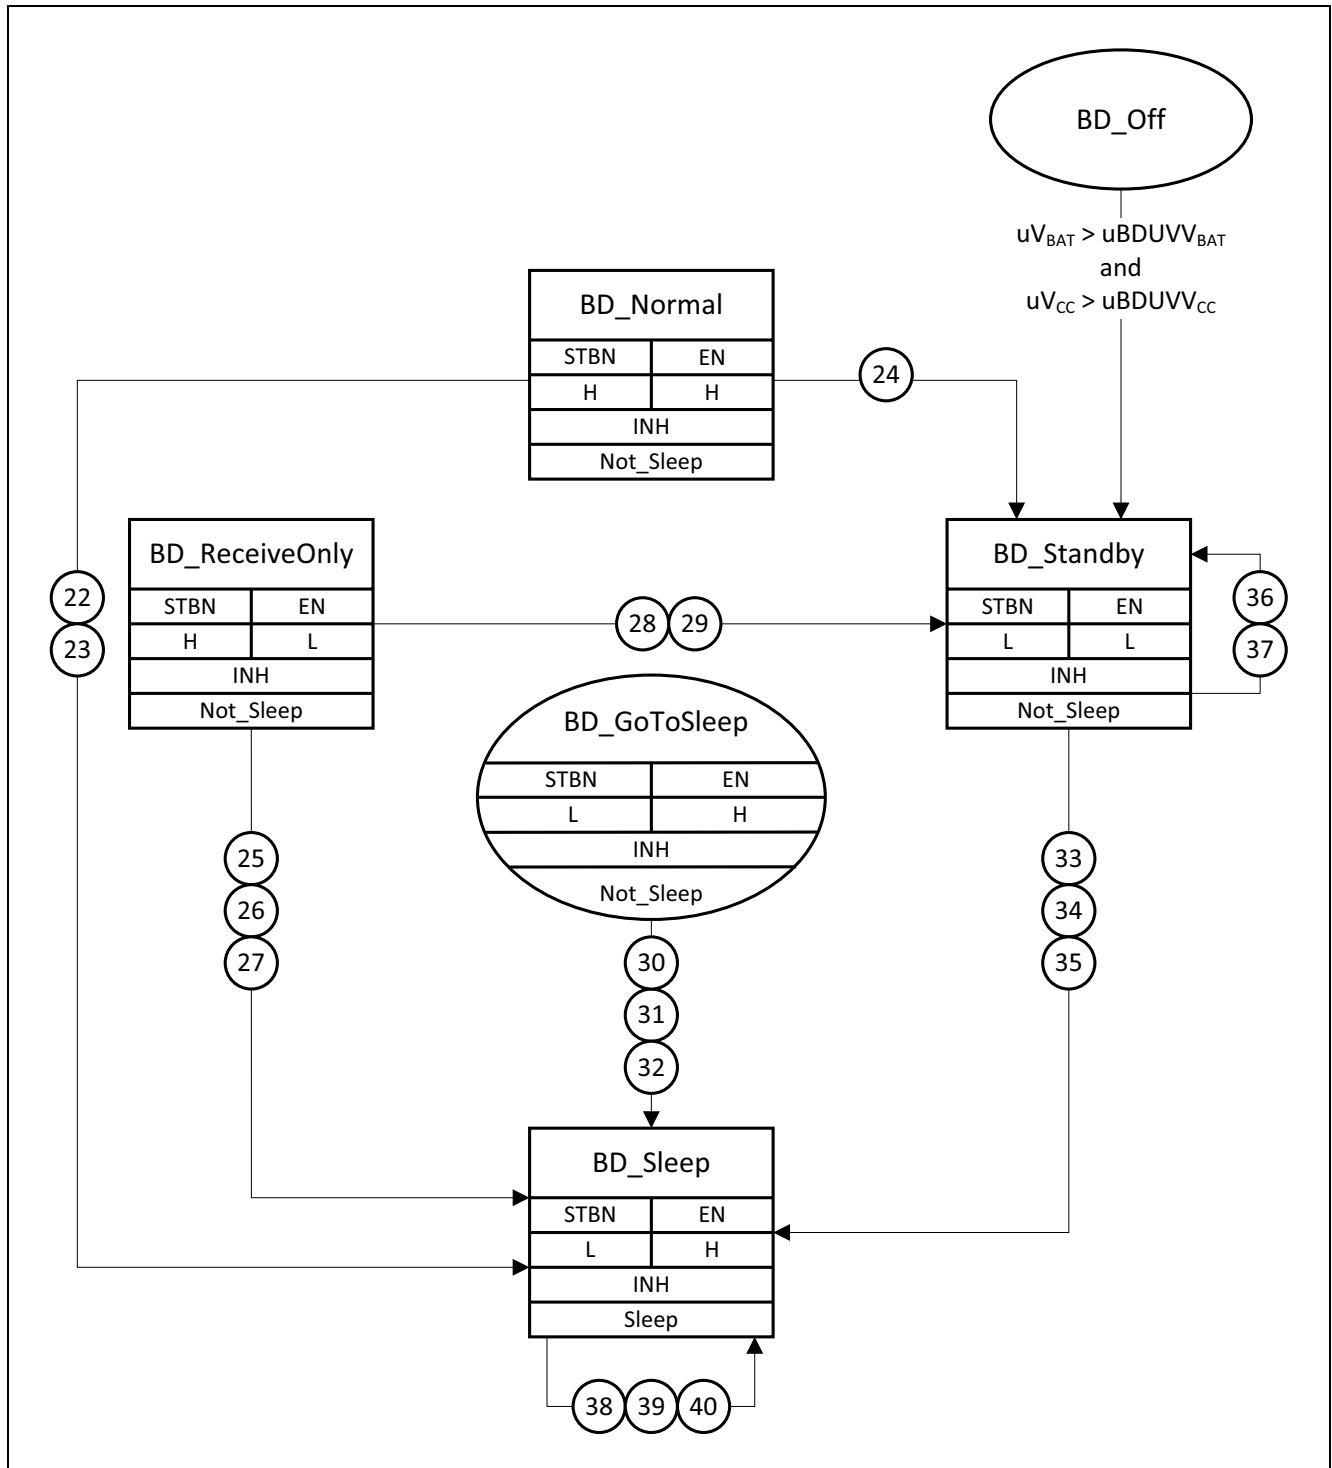 BD_Off
uVBAT > uBDUVVBAT
and
uVCC > uBDUVVCC
BD_Normal
STBN EN
H H
INH
Not_Sleep
24
22
23
BD_ReceiveOnly
STBN EN
H L
INH
Not_Sleep
28 29
BD_Standby
STBN EN
L L
INH
Not_Sleep
36
37
BD_GoToSleep
STBN EN
L H
INH
Not_Sleep
25
26
27
30
31
32
33
34
35
BD_Sleep
STBN EN
L H
INH
Sleep
38 39 40